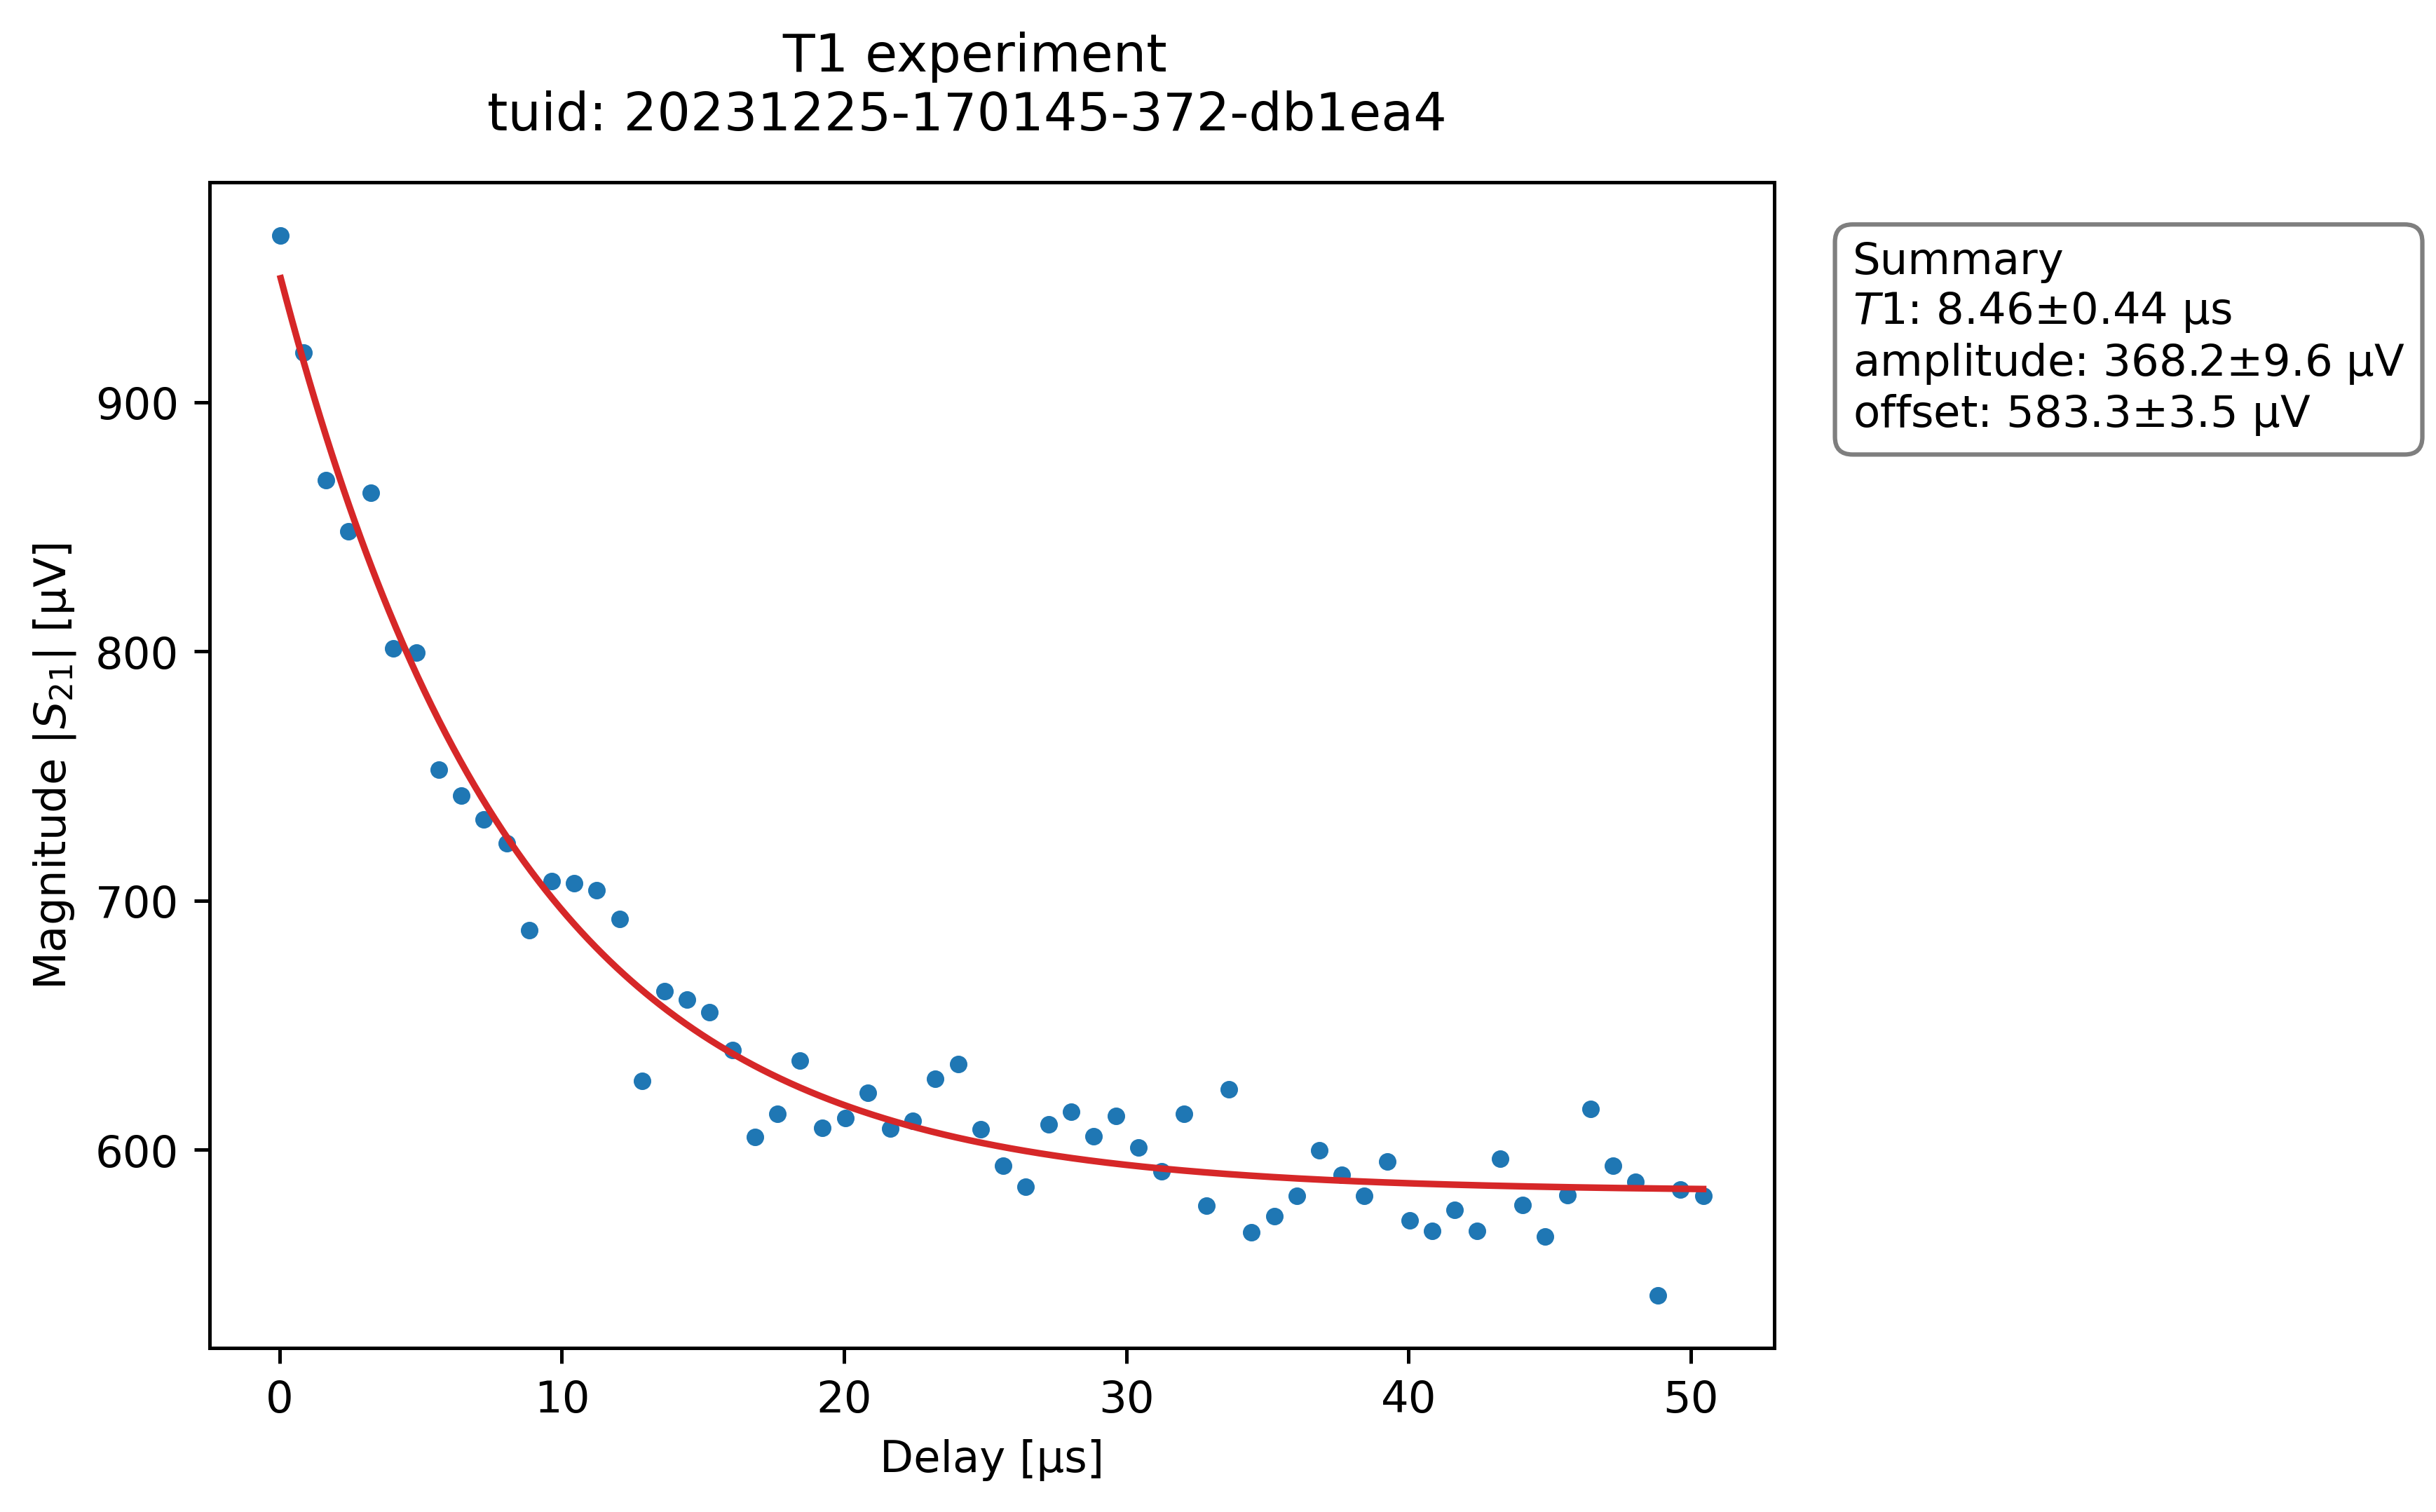 T1 experiment
tuid: 20231225-170145-372-db1ea4
Summary
T1: 8.46±0.44 µs
amplitude: 368.2±9.6 µV
offset: 583.3±3.5 µV
Magnitude |S₂₁| [µV]
900
800
700
600
0 10 20 30 40 50
Delay [µs]